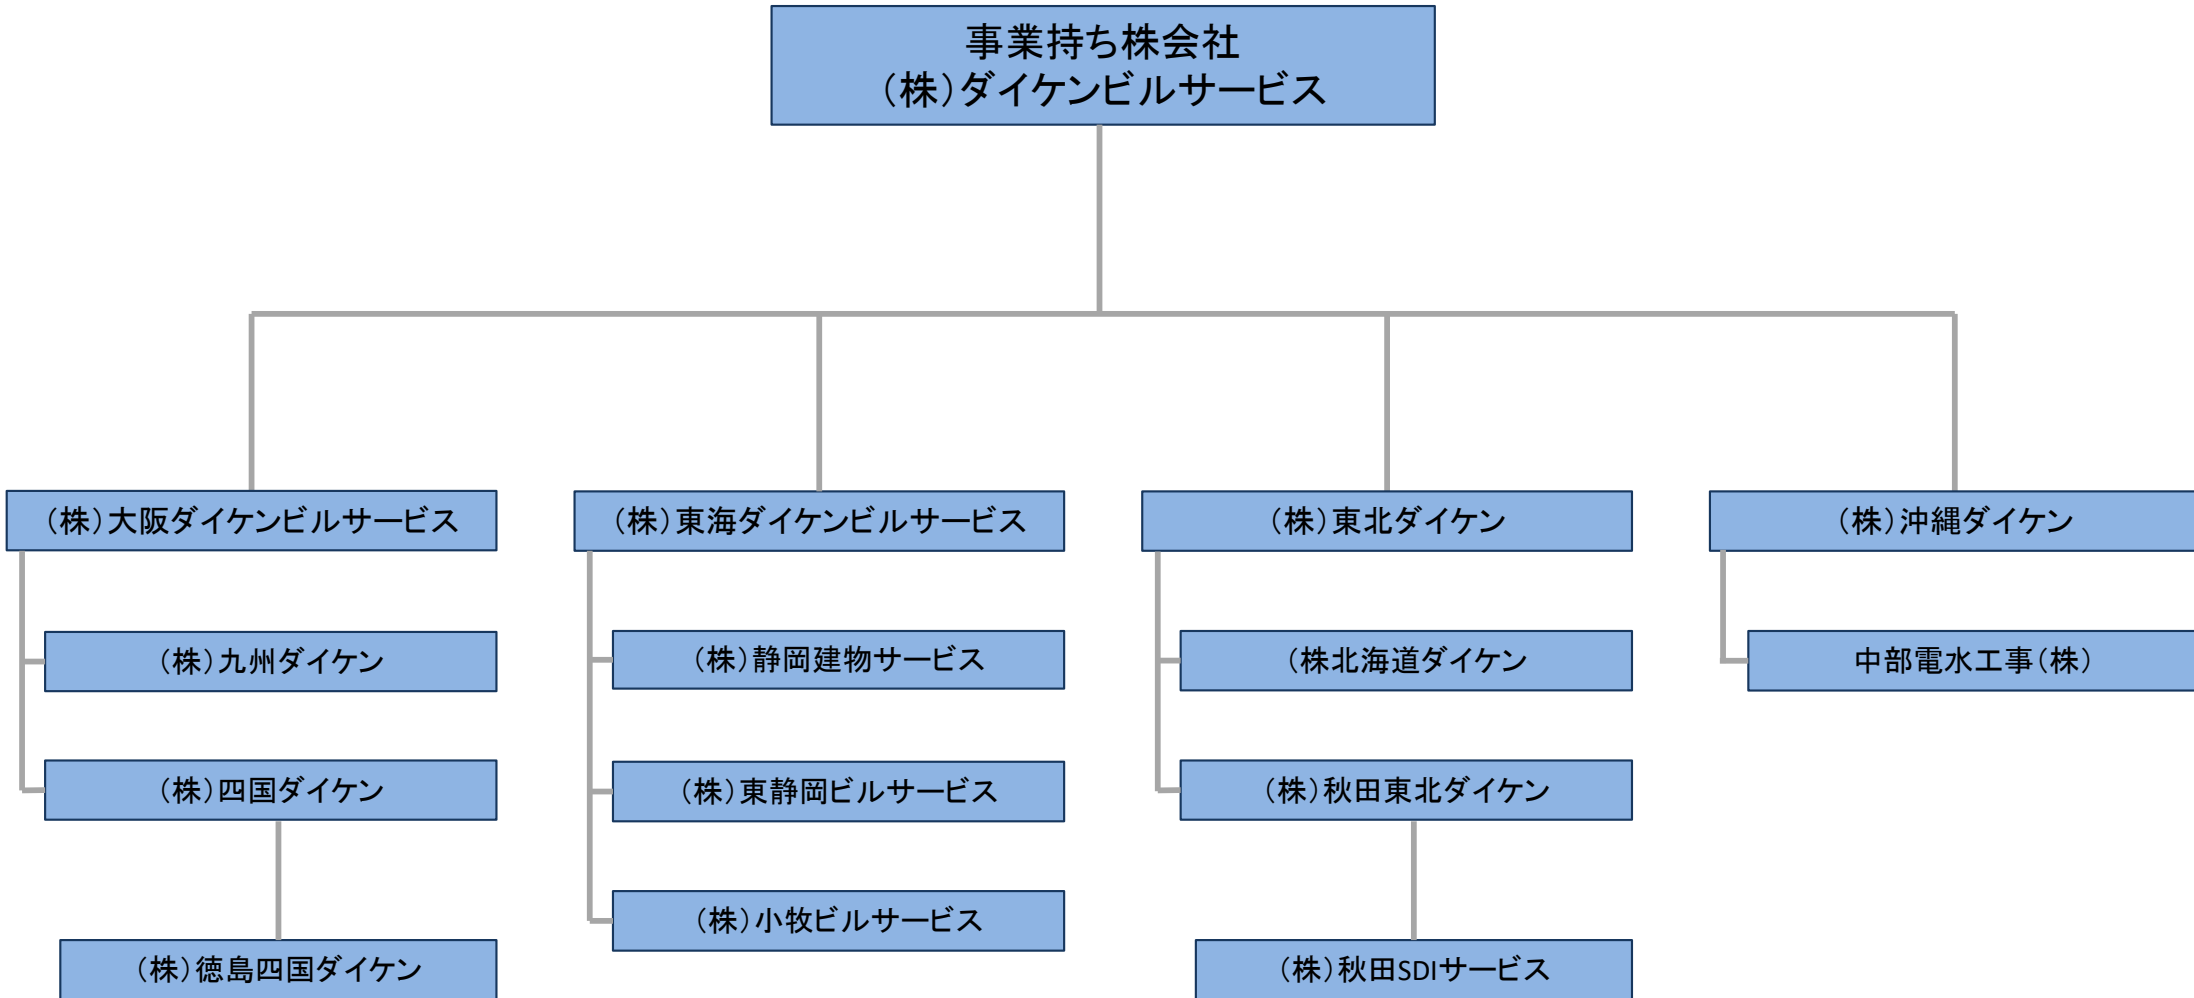 事業持ち株会社
（株）ダイケンビルサービス
（株）大阪ダイケンビルサービス
（株）東海ダイケンビルサービス
（株）東北ダイケン
（株）沖縄ダイケン
（株）九州ダイケン
（株）静岡建物サービス
（株北海道ダイケン
中部電水工事（株）
（株）四国ダイケン
（株）東静岡ビルサービス
（株）秋田東北ダイケン
（株）小牧ビルサービス
（株）徳島四国ダイケン
（株）秋田SDIサービス